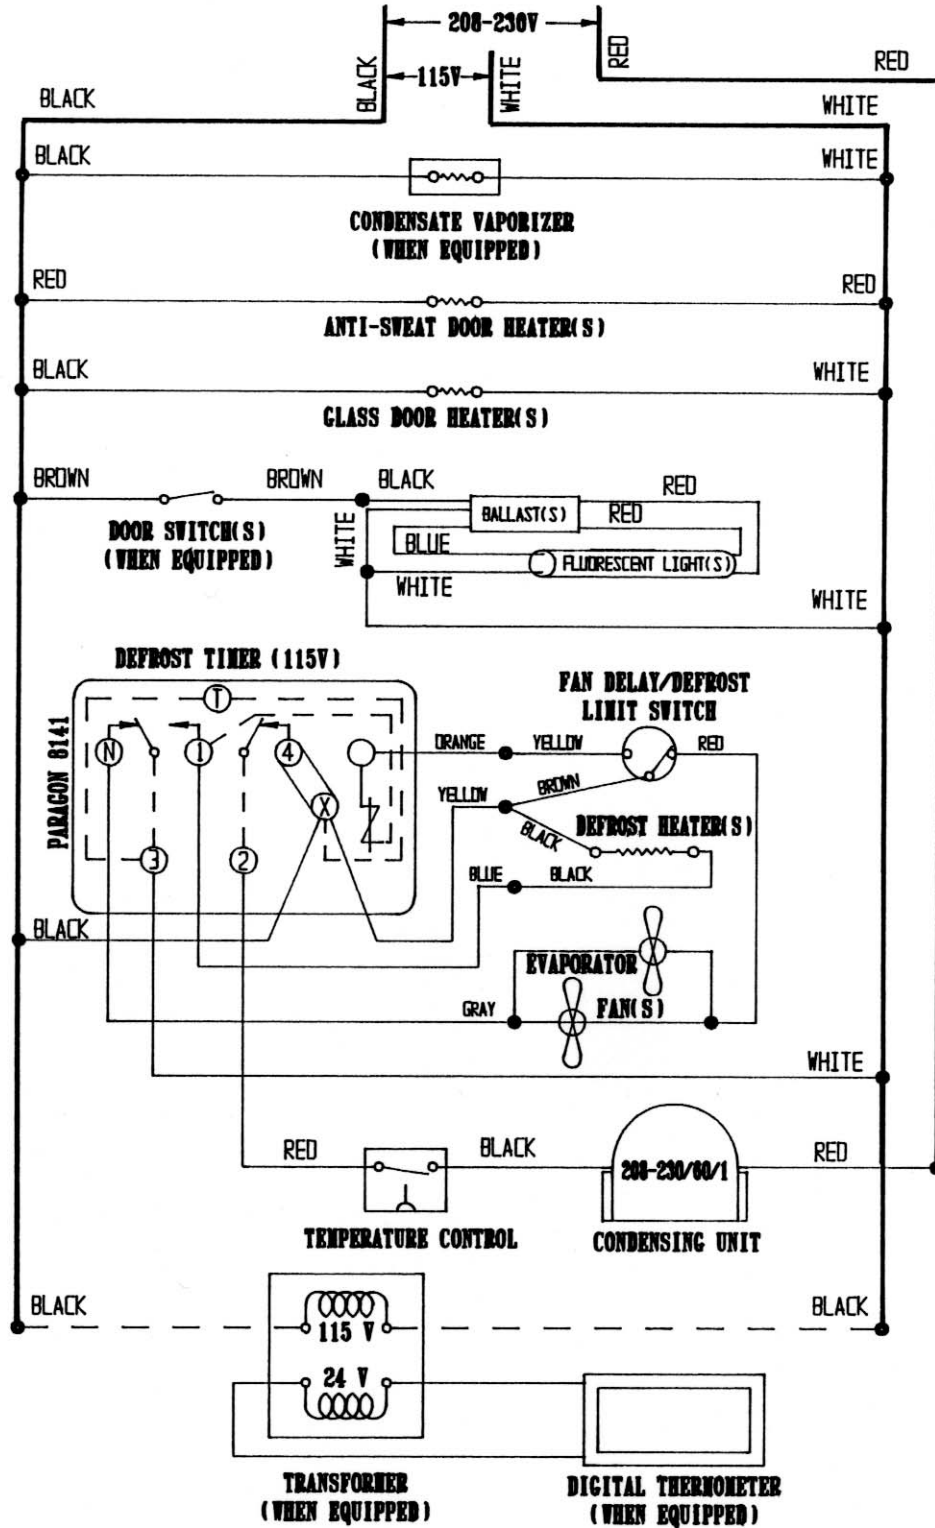 208-230V
RED
RED
BLACK
115V
WHITE
BLACK
WHITE
BLACK
WHITE
CONDENSATE VAPORIZER
(WHEN EQUIPPED)
RED
RED
ANTI-SWEAT DOOR HEATER(S)
BLACK
WHITE
GLASS DOOR HEATER(S)
BROWN
BROWN
BLACK
RED
BALLAST(S)
RED
DOOR SWITCH(S)
(WHEN EQUIPPED)
WHITE
BLUE
FLUORESCENT LIGHT(S)
WHITE
WHITE
DEFROST TIMER (115V)
FAN DELAY/DEFROST
LIMIT SWITCH
PARAGON 8141
T
N
1
4
ORANGE
YELLOW
RED
X
YELLOW
BROWN
BLACK
DEFROST HEATER(S)
3
2
BLUE
BLACK
BLACK
EVAPORATOR
FAN(S)
GRAY
WHITE
RED
BLACK
208-230/60/1
RED
TEMPERATURE CONTROL
CONDENSING UNIT
BLACK
115 V
BLACK
24 V
TRANSFORMER
(WHEN EQUIPPED)
DIGITAL THERMOMETER
(WHEN EQUIPPED)